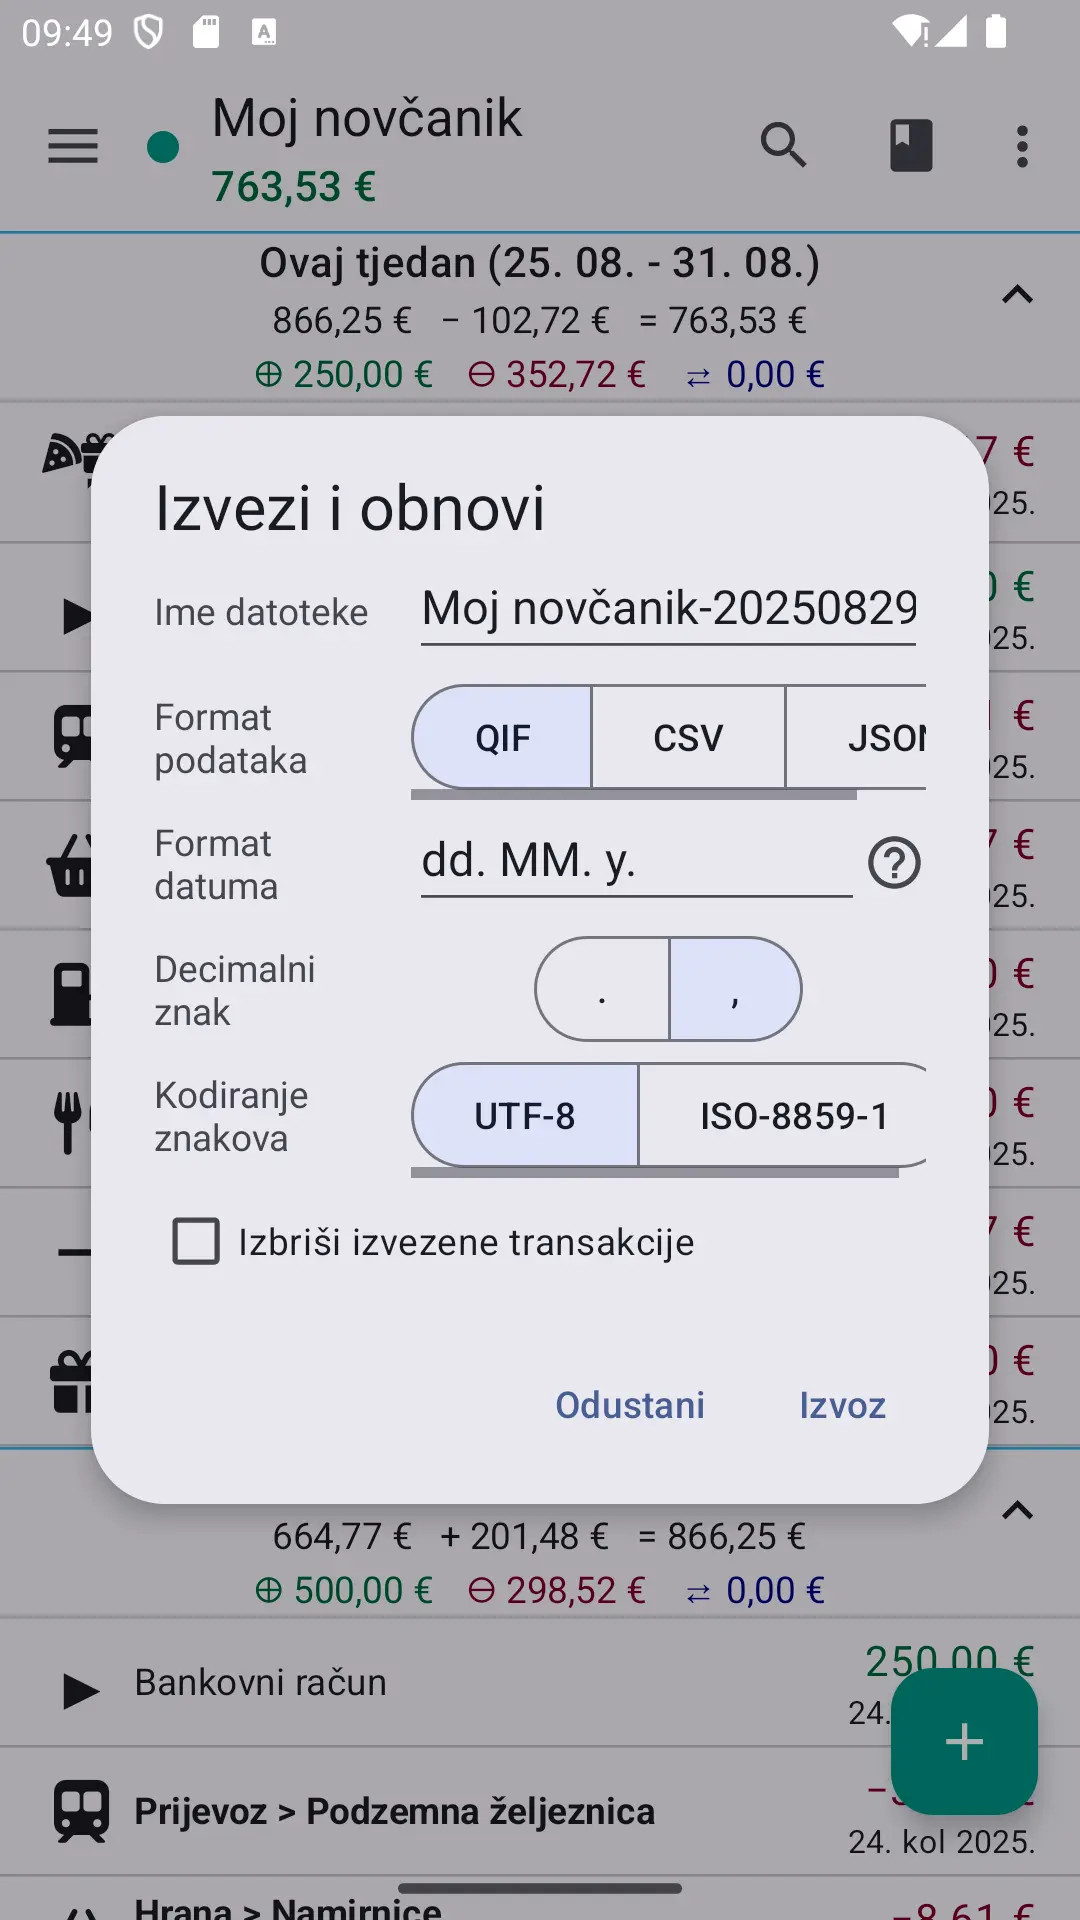 09:49
Moj novčanik
763,53 €
Ovaj tjedan (25. 08. - 31. 08.)
866,25 € − 102,72 € = 763,53 €
⊕ 250,00 € ⊖ 352,72 € ⇄ 0,00 €
Izvezi i obnovi
Ime datoteke
Moj novčanik-20250829
Format podataka
QIF
CSV
JSON
Format datuma
dd. MM. y.
Decimalni znak
.
,
Kodiranje znakova
UTF-8
ISO-8859-1
Izbriši izvezene transakcije
Odustani
Izvoz
664,77 € + 201,48 € = 866,25 €
⊕ 500,00 € ⊖ 298,52 € ⇄ 0,00 €
Bankovni račun
250,00 €
24.
Prijevoz > Podzemna željeznica
24. kol 2025.
Hrana > Namirnice
−8,61 €